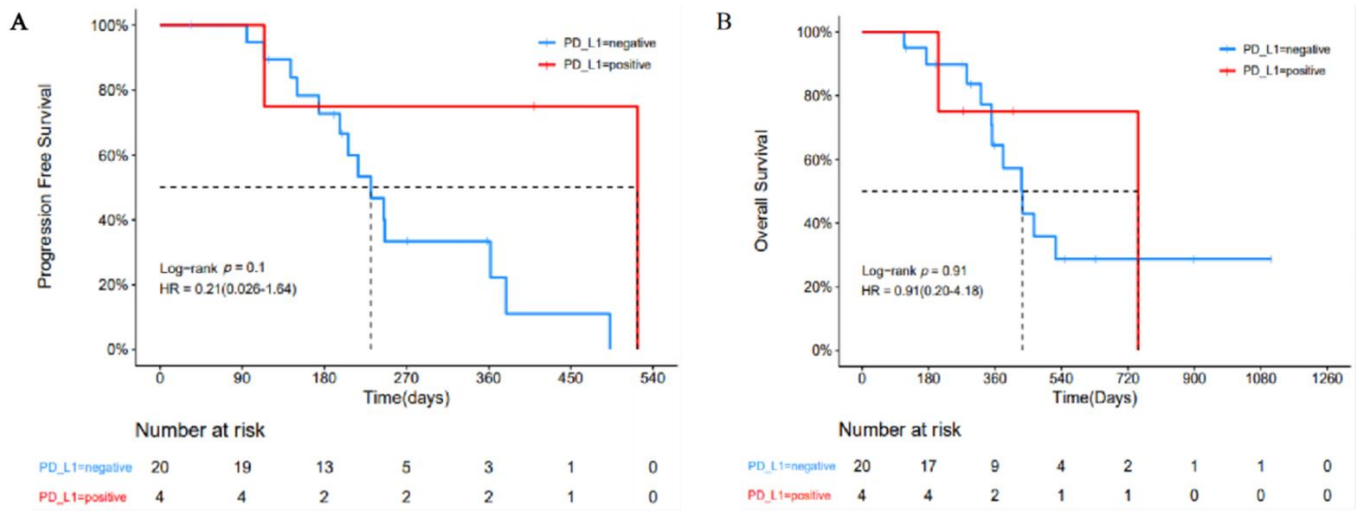 A
100%
80%
60%
40%
20%
0%
Progression Free Survival
PD_L1=negative
PD_L1=positive
Log-rank p = 0.1
HR = 0.21(0.026-1.64)
0 90 180 270 360 450 540
Time(days)
Number at risk
PD_L1=negative 20 19 13 5 3 1 0
PD_L1=positive 4 4 2 2 2 1 0
B
100%
80%
60%
40%
20%
0%
Overall Survival
PD_L1=negative
PD_L1=positive
Log-rank p = 0.91
HR = 0.91(0.20-4.18)
0 180 360 540 720 900 1080 1260
Time(Days)
Number at risk
PD_L1=negative 20 17 9 4 2 1 1 0
PD_L1=positive 4 4 2 1 1 0 0 0